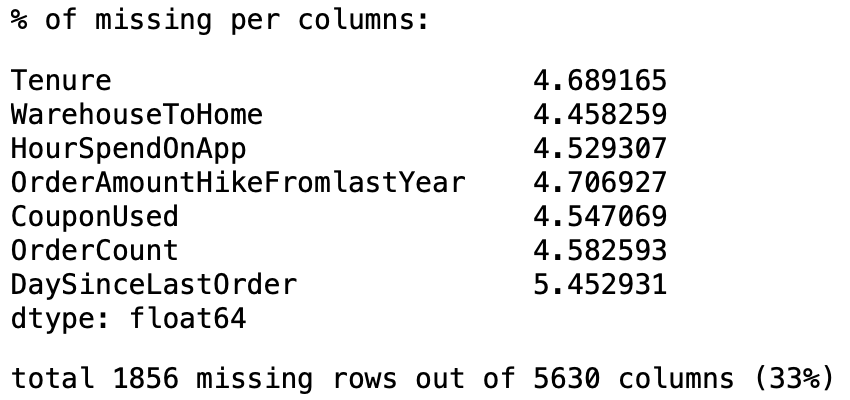 % of missing per columns:
Tenure 4.689165
WarehouseToHome 4.458259
HourSpendOnApp 4.529307
OrderAmountHikeFromlastYear 4.706927
CouponUsed 4.547069
OrderCount 4.582593
DaySinceLastOrder 5.452931
dtype: float64
total 1856 missing rows out of 5630 columns (33%)